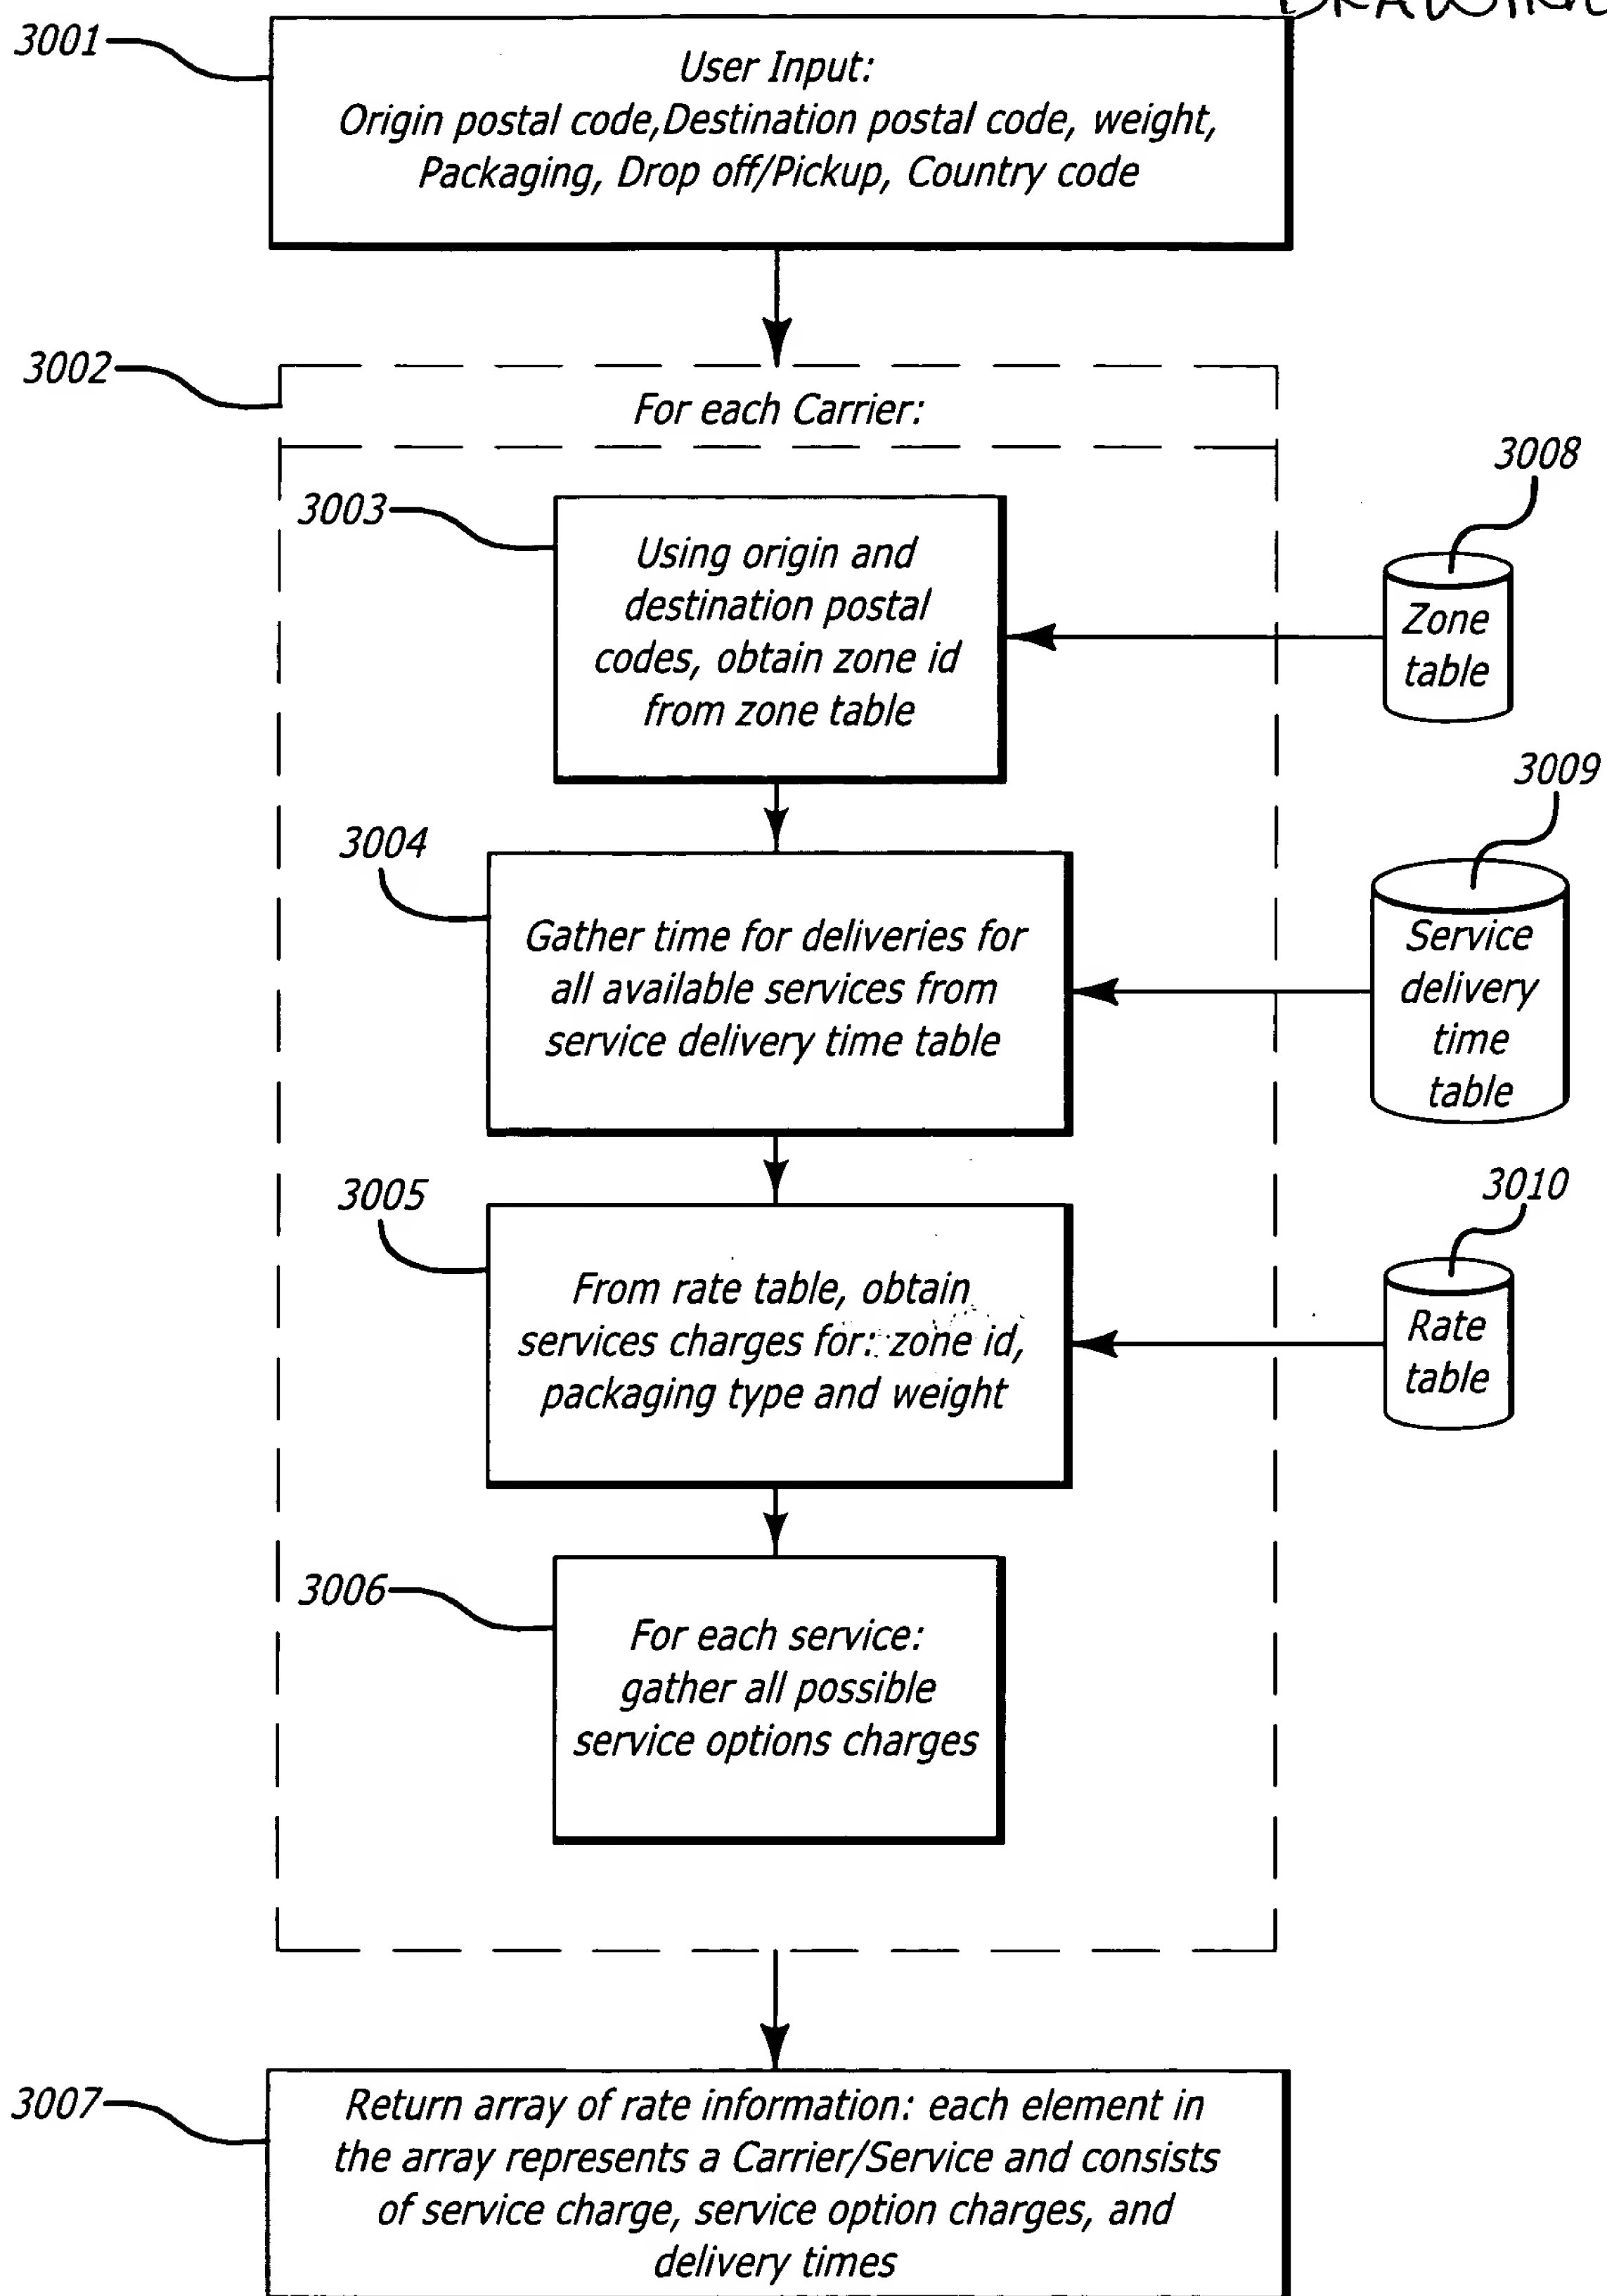 3001
User Input:
Origin postal code,Destination postal code, weight,
Packaging, Drop off/Pickup, Country code
3002
For each Carrier:
3003
Using origin and
destination postal
codes, obtain zone id
from zone table
3008
Zone
table
3004
Gather time for deliveries for
all available services from
service delivery time table
3009
Service
delivery
time
table
3005
From rate table, obtain
services charges for: zone id,
packaging type and weight
3010
Rate
table
3006
For each service:
gather all possible
service options charges
3007
Return array of rate information: each element in
the array represents a Carrier/Service and consists
of service charge, service option charges, and
delivery times